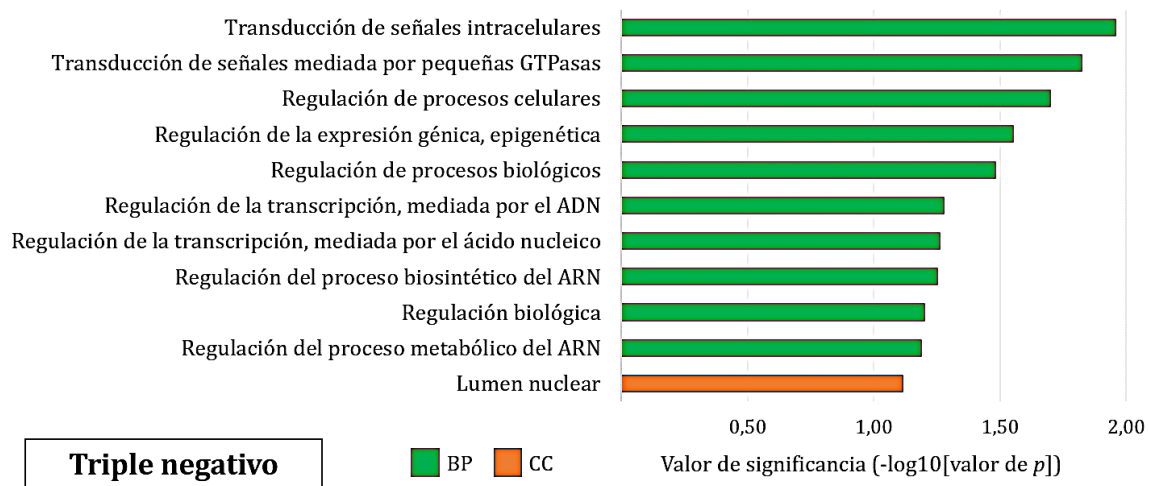 Transducción de señales intracelulares
Transducción de señales mediada por pequeñas GTPasas
Regulación de procesos celulares
Regulación de la expresión génica, epigenética
Regulación de procesos biológicos
Regulación de la transcripción, mediada por el ADN
Regulación de la transcripción, mediada por el ácido nucleico
Regulación del proceso biosintético del ARN
Regulación biológica
Regulación del proceso metabólico del ARN
Lumen nuclear
0,50 1,00 1,50 2,00
Triple negativo
BP CC
Valor de significancia (-log10[valor de p])